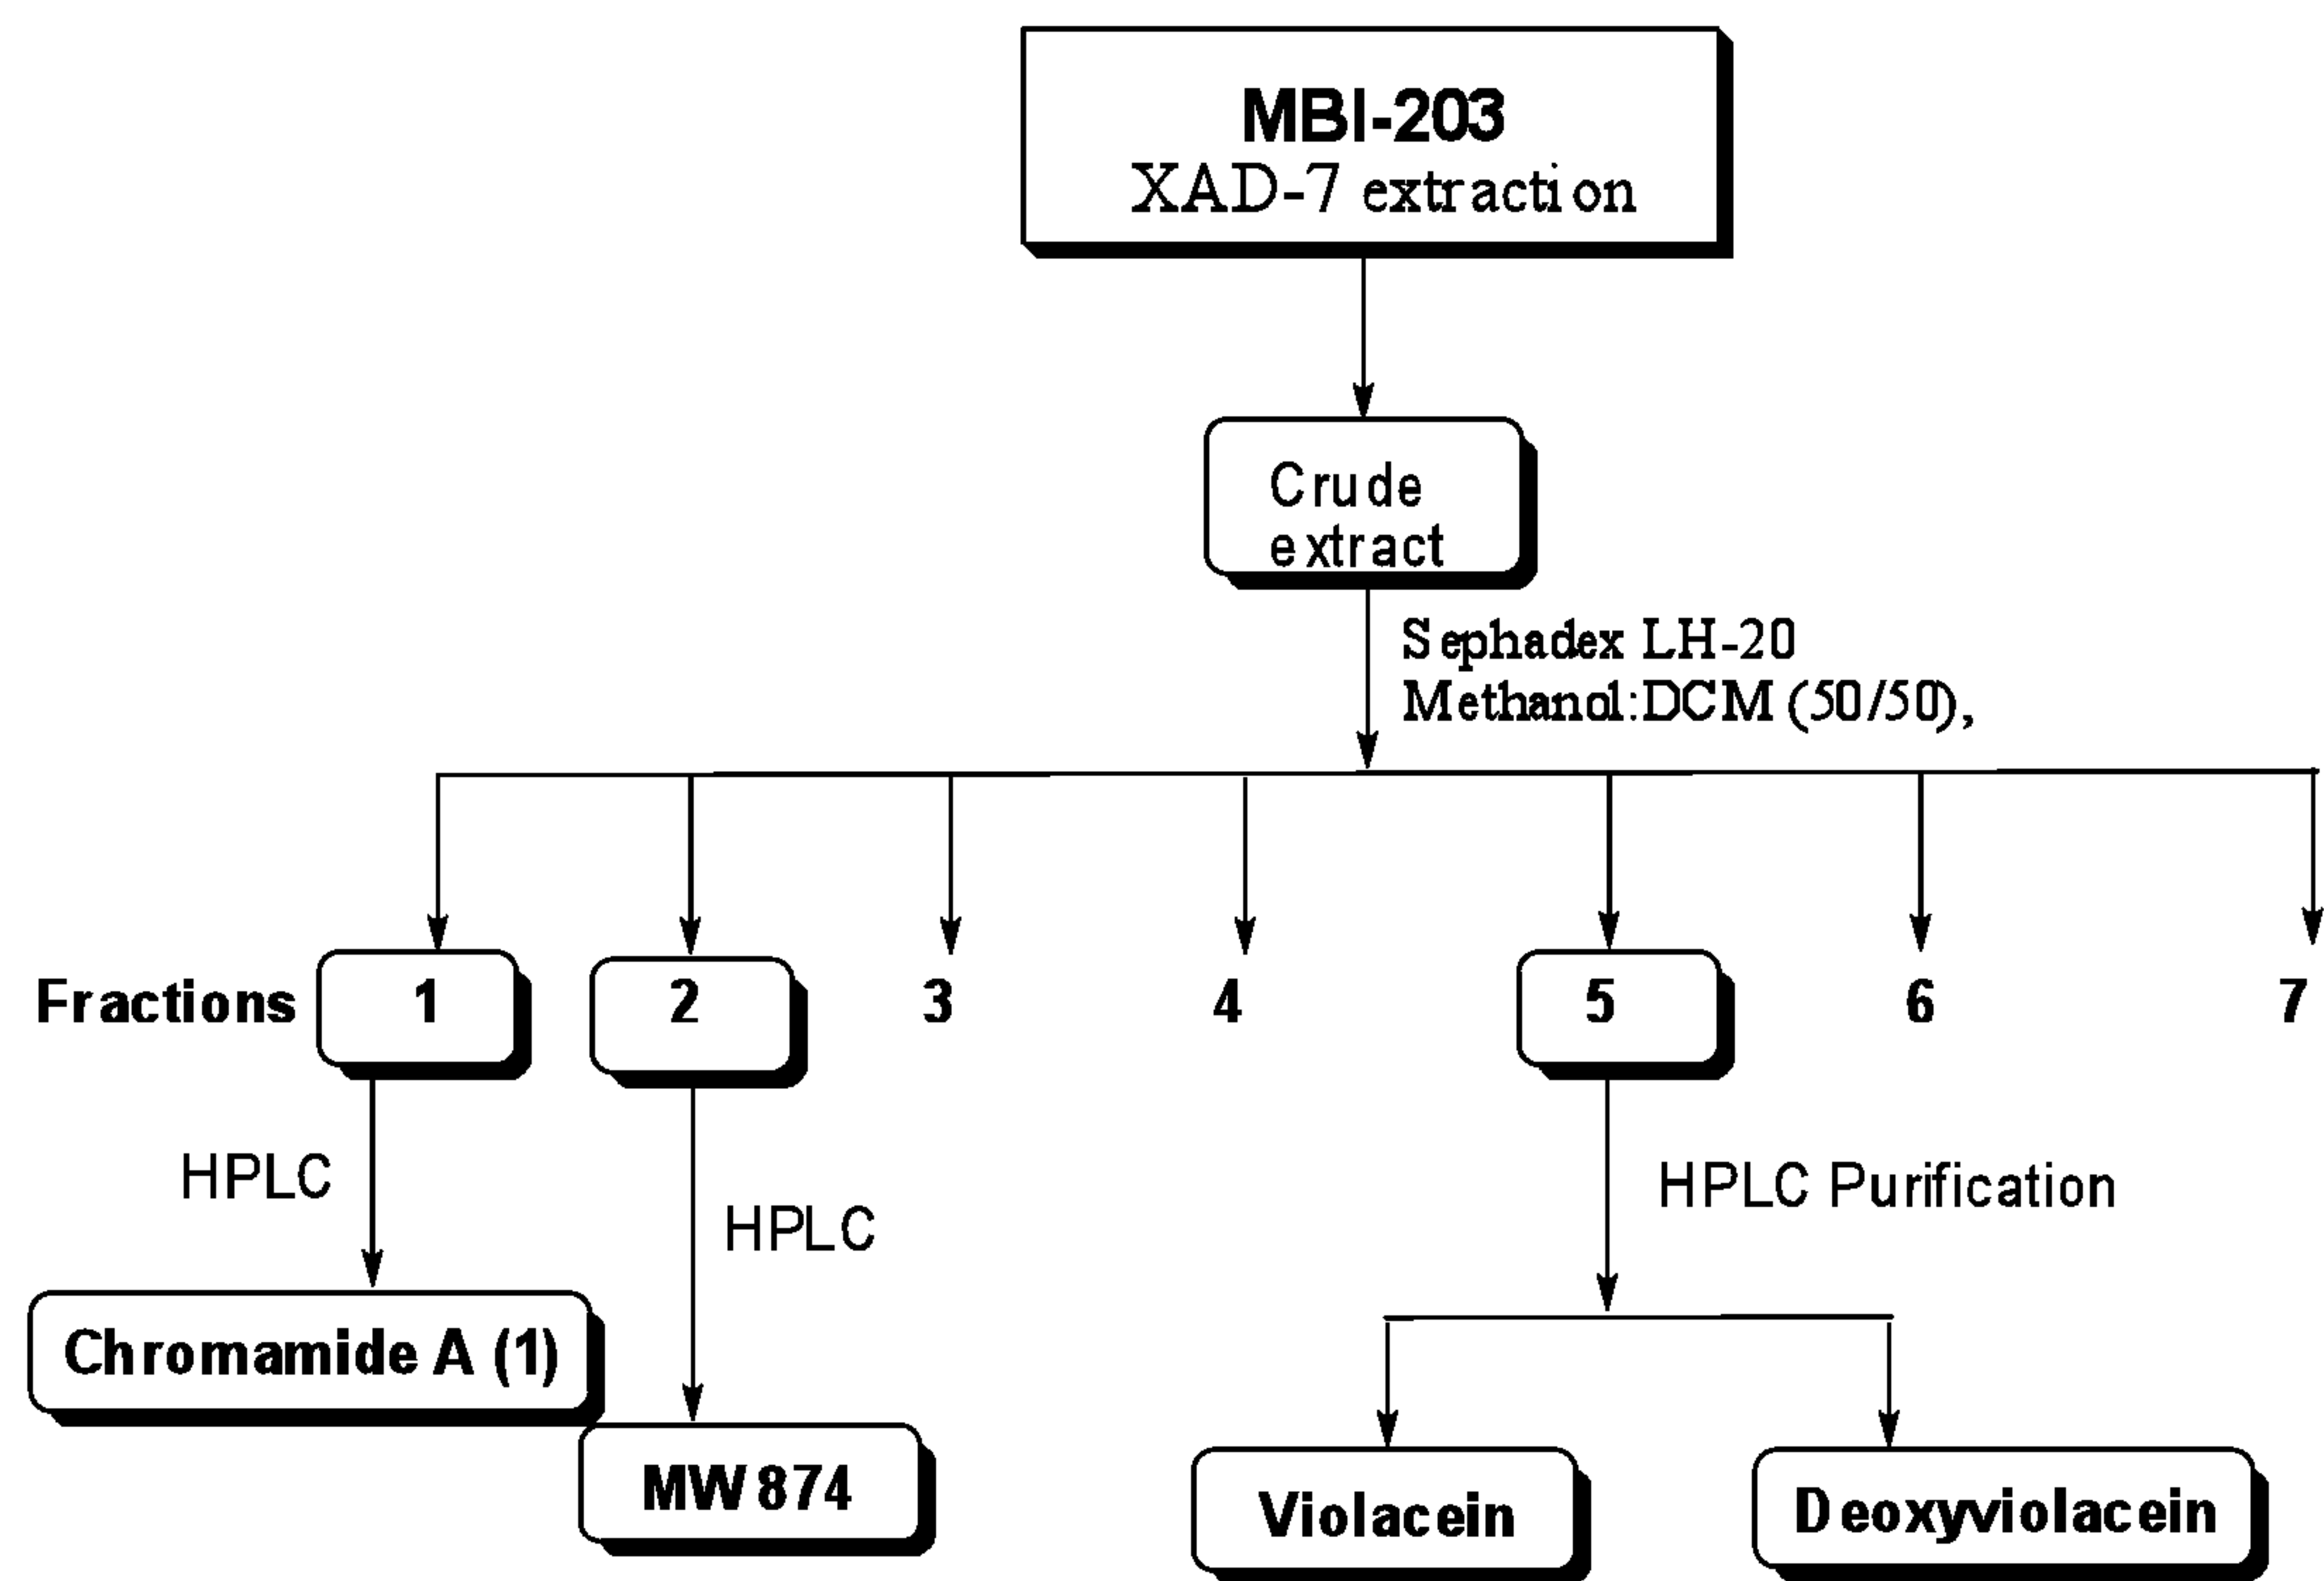 MBI-203
XAD-7 extraction
Crude
extract
Sephadex LH-20
Methanol:DCM (50/50),
Fractions 1 2 3 4 5 6 7
HPLC
HPLC
HPLC Purification
Chromamide A (1)
MW 874
Violacein
Deoxyviolacein